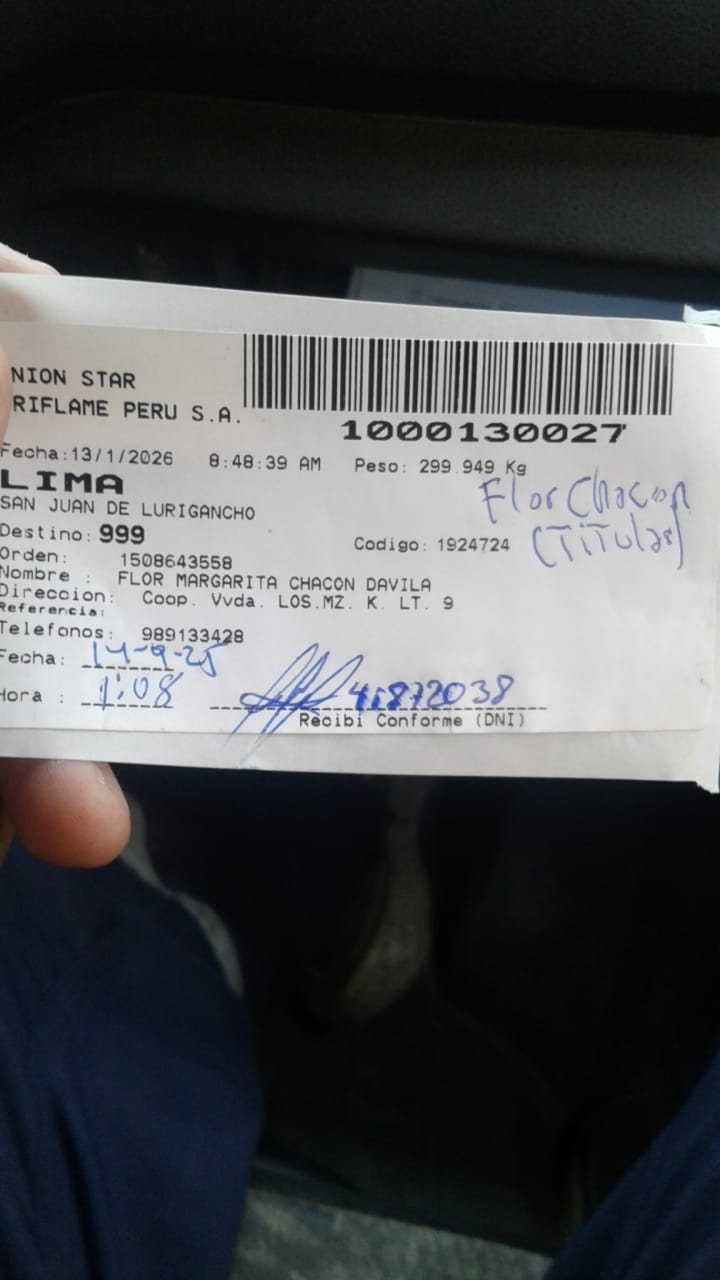 NION STAR
RIFLAME PERU S.A.
1000130027
Fecha:13/1/2026 8:48:39 AM Peso: 299.949 Kg
LIMA
Flor Chacon
SAN JUAN DE LURIGANCHO
(Titular)
Destino: 999
Codigo: 1924724
Orden: 1508643558
Nombre : FLOR MARGARITA CHACON DAVILA
Direccion: Coop. Vvda. LOS.MZ. K. LT. 9
Referencia:
Telefonos: 989133428
Fecha: 14-9-25
Hora : 1:08 41872038
Recibi Conforme (DNI)